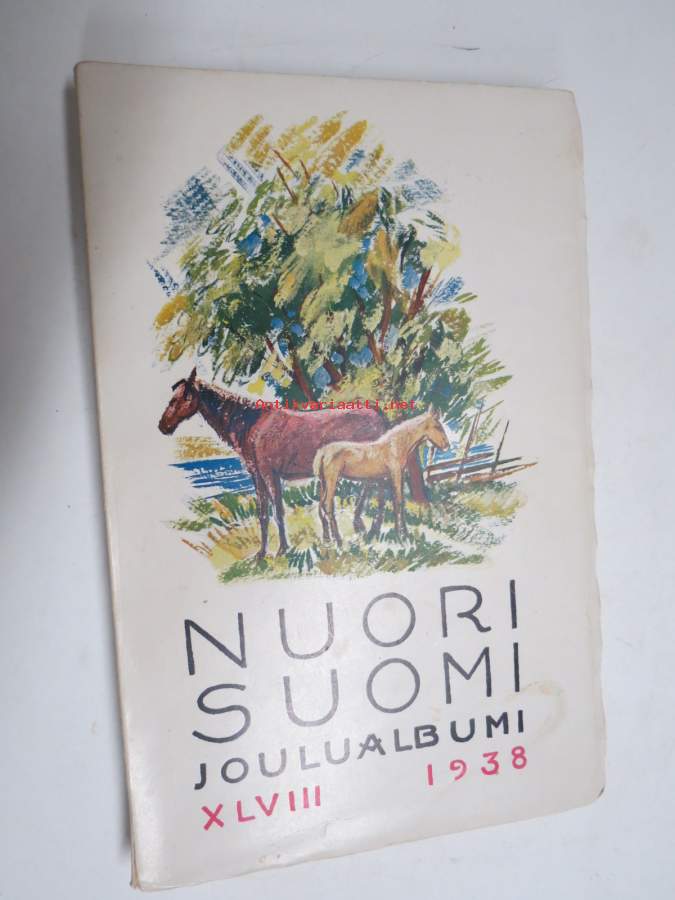 Antikvariaatti.net
NUORI
SUOMI
JOULUALBUMI
XLVIII 1938